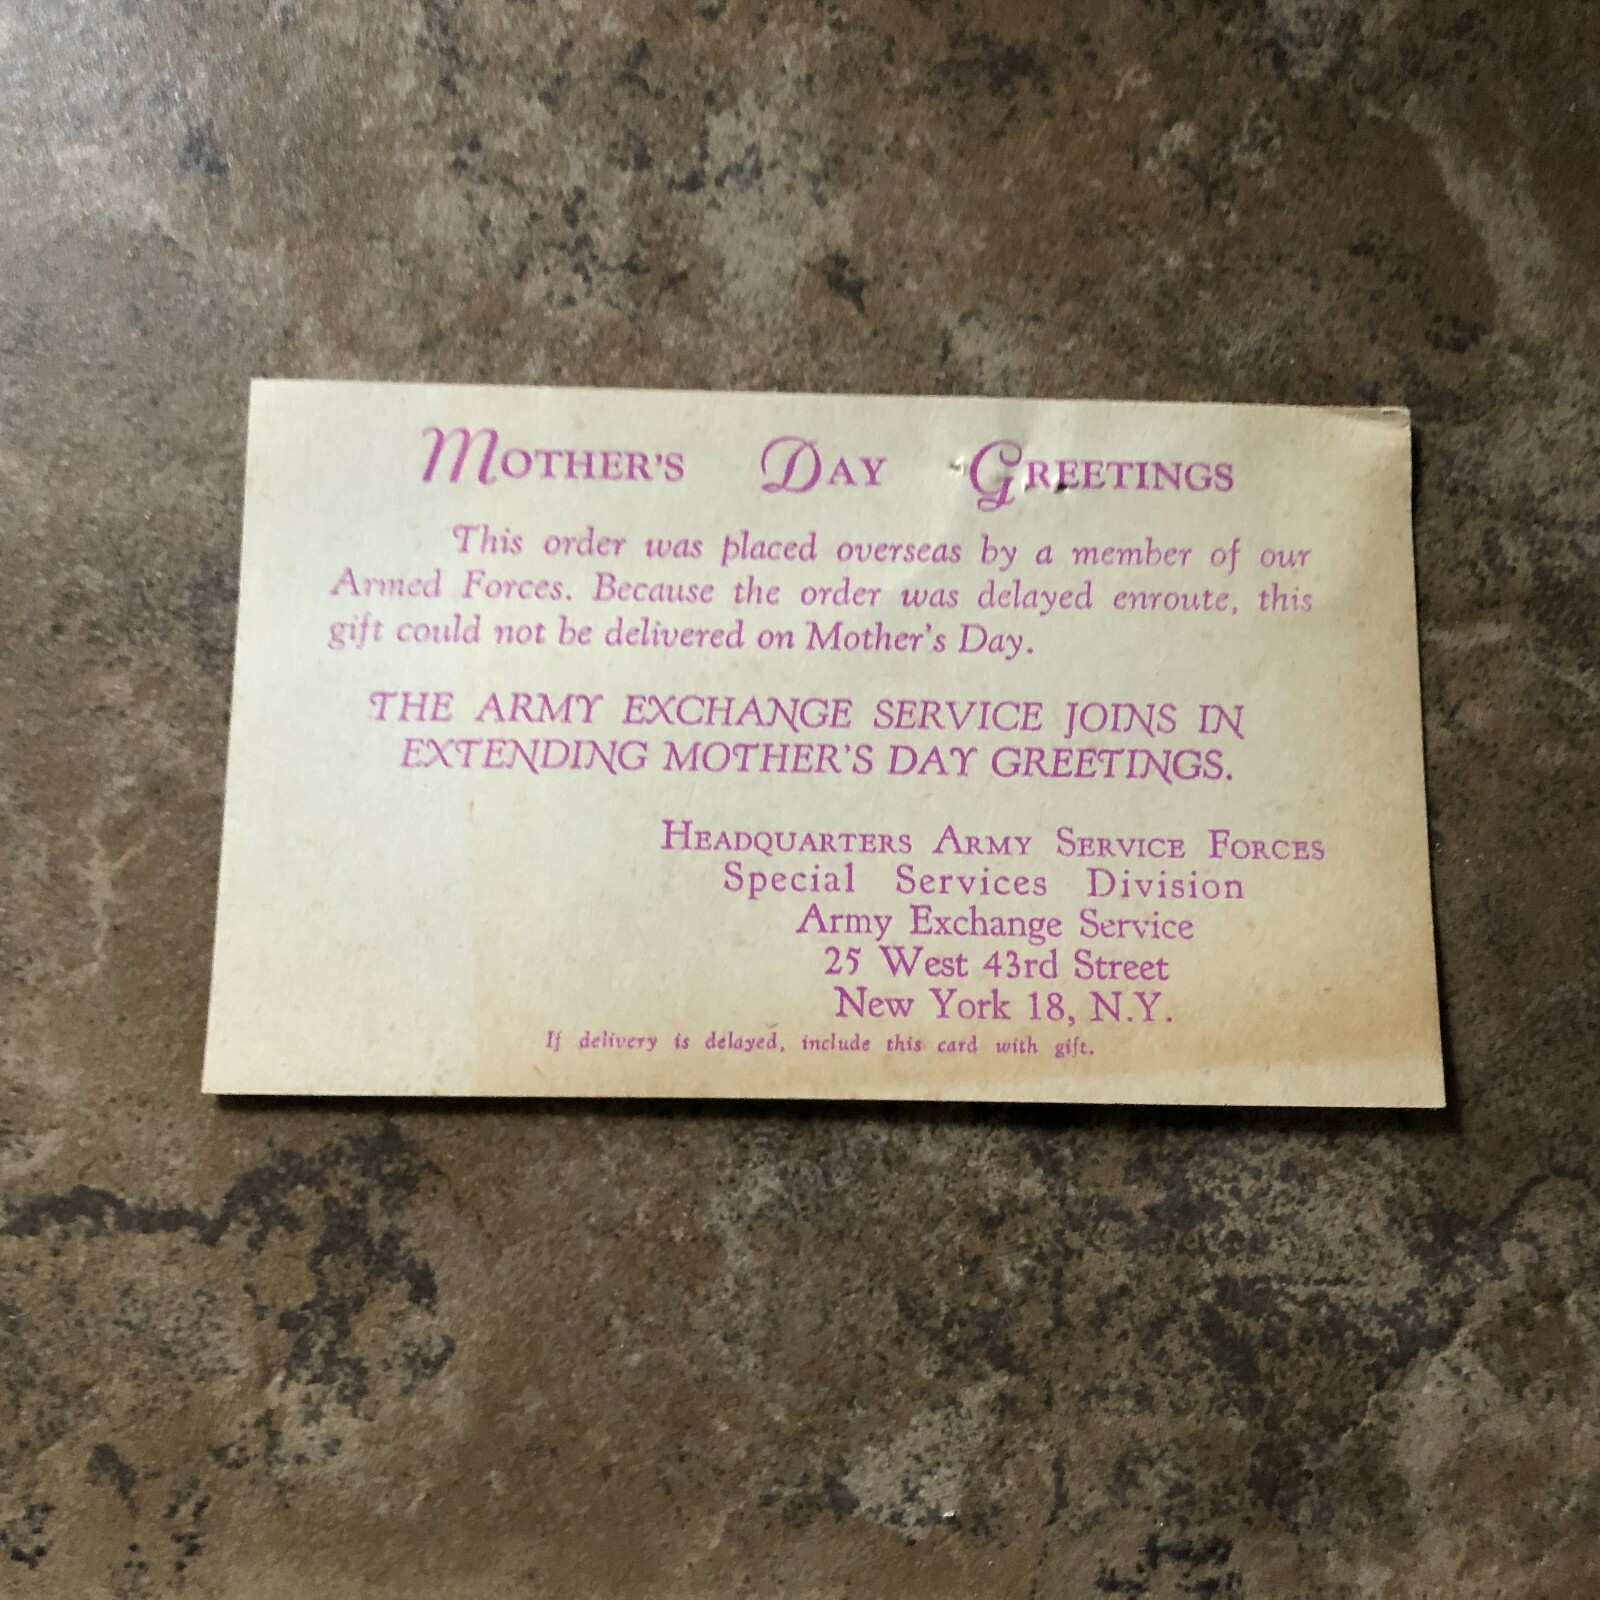 Mother's Day Greetings
This order was placed overseas by a member of our
Armed Forces. Because the order was delayed enroute, this
gift could not be delivered on Mother's Day.
THE ARMY EXCHANGE SERVICE JOINS IN
EXTENDING MOTHER'S DAY GREETINGS.
Headquarters Army Service Forces
Special Services Division
Army Exchange Service
25 West 43rd Street
New York 18, N.Y.
If delivery is delayed, include this card with gift.